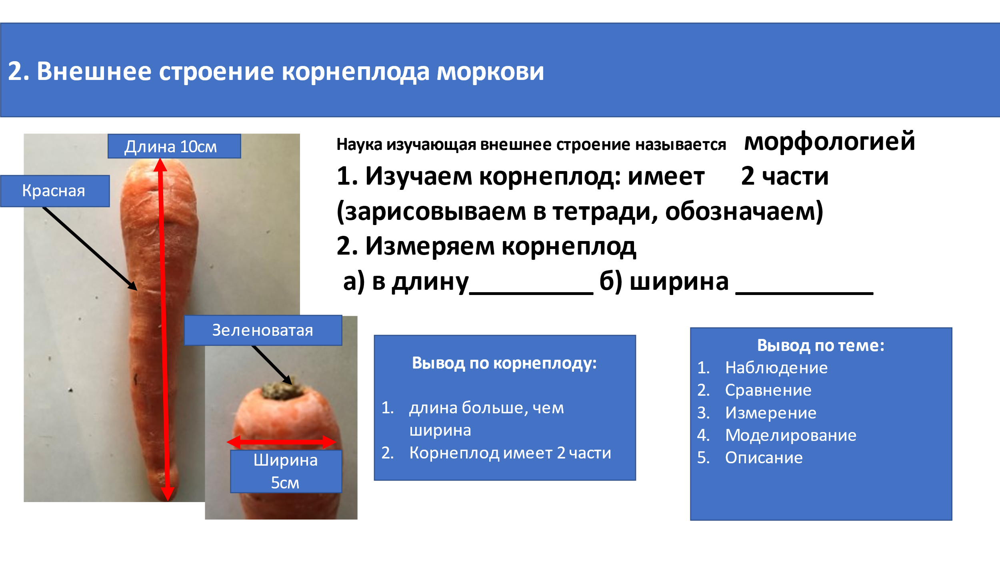 2. Внешнее строение корнеплода моркови
Длина 10см
Красная
Зеленоватая
Ширина
5см
Наука изучающая внешнее строение называется морфологией
1. Изучаем корнеплод: имеет 2 части
(зарисовываем в тетради, обозначаем)
2. Измеряем корнеплод
а) в длину_________ б) ширина __________
Вывод по корнеплоду:
1. длина больше, чем
ширина
2. Корнеплод имеет 2 части
Вывод по теме:
1. Наблюдение
2. Сравнение
3. Измерение
4. Моделирование
5. Описание